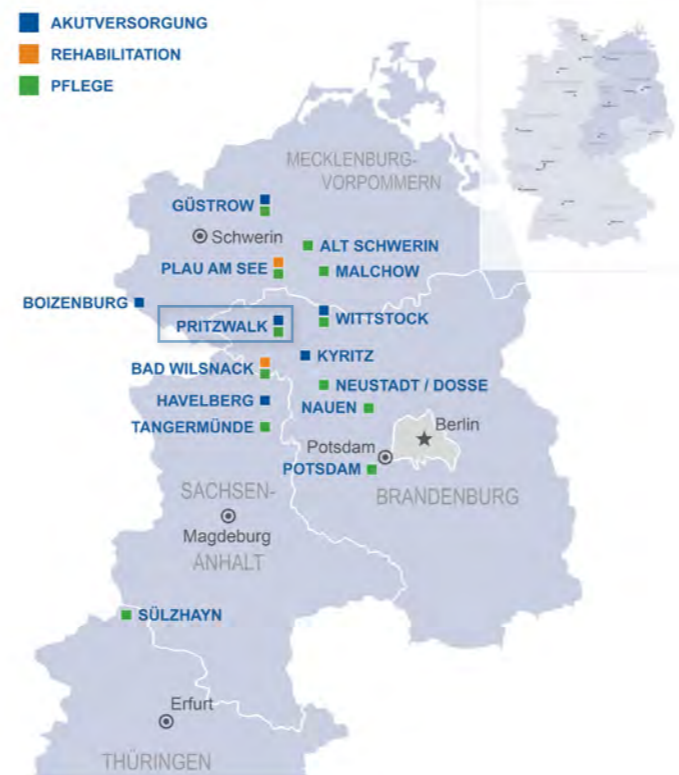 AKUTVERSORGUNG
REHABILITATION
PFLEGE
MECKLENBURG-
VORPOMMERN
GÜSTROW
Schwerin
ALT SCHWERIN
PLAU AM SEE
MALCHOW
BOIZENBURG
PRITZWALK
WITTSTOCK
KYRITZ
BAD WILSNACK
NEUSTADT / DOSSE
HAVELBERG
NAUEN
TANGERMÜNDE
Berlin
Potsdam
POTSDAM
SACHSEN-
BRANDENBURG
Magdeburg
ANHALT
SÜLZHAYN
Erfurt
THÜRINGEN